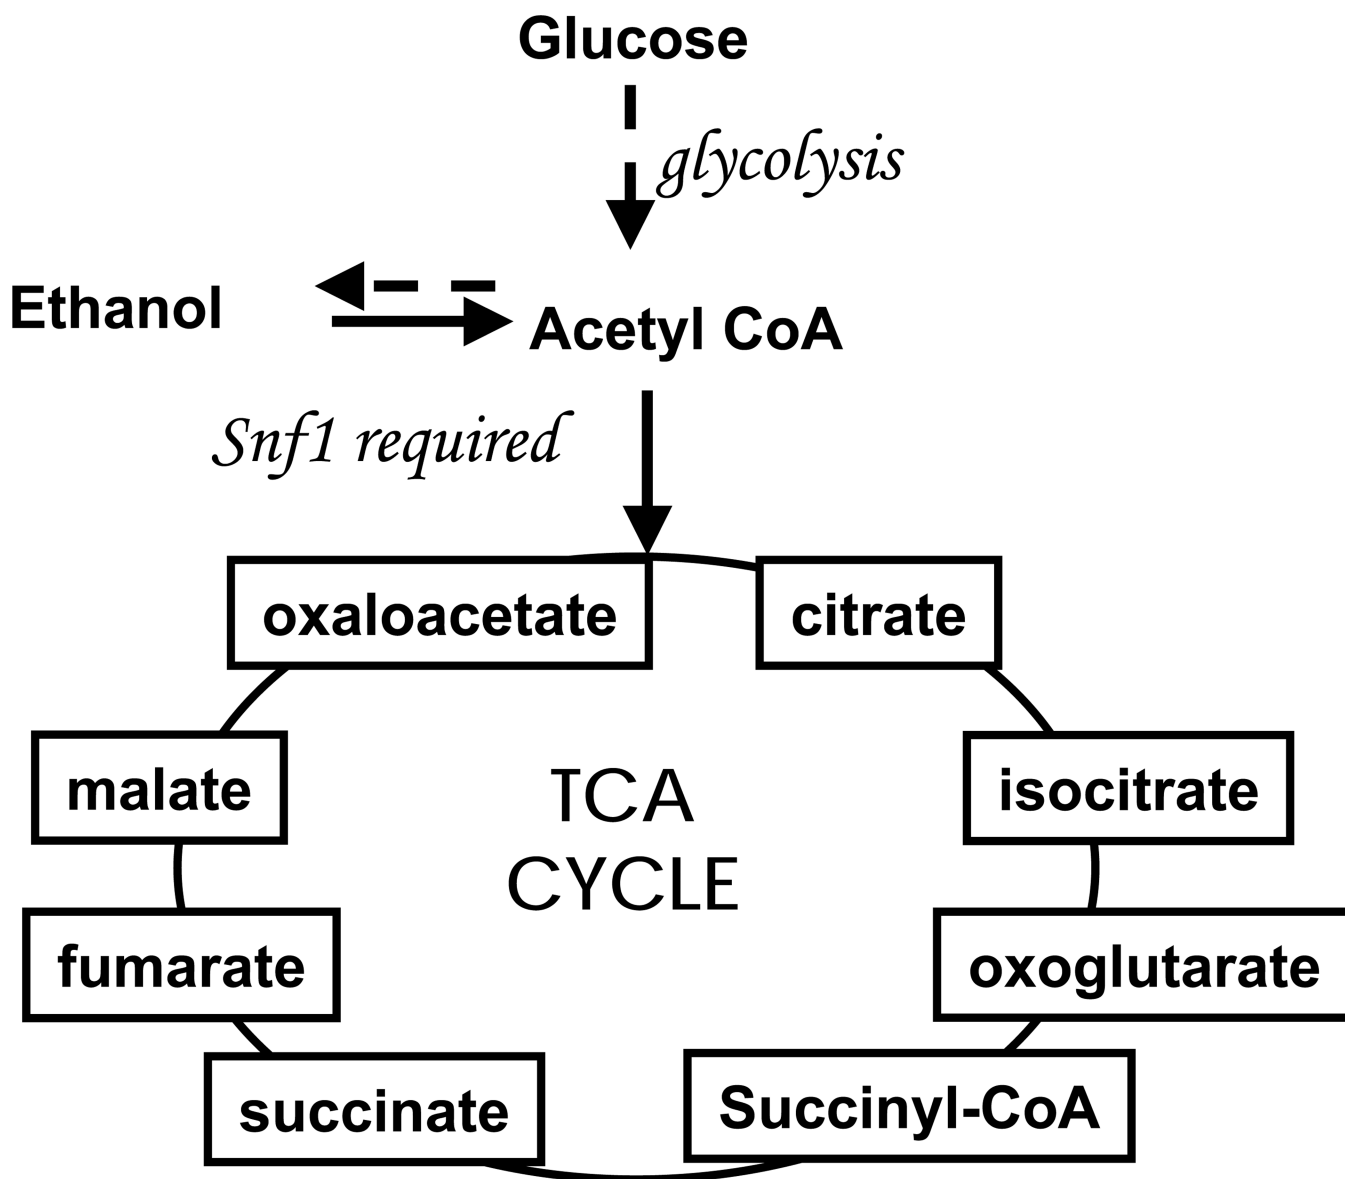 Glucose
glycolysis
Ethanol
Acetyl CoA
Snf1 required
oxaloacetate
citrate
malate
TCA
CYCLE
isocitrate
fumarate
oxoglutarate
succinate
Succinyl-CoA